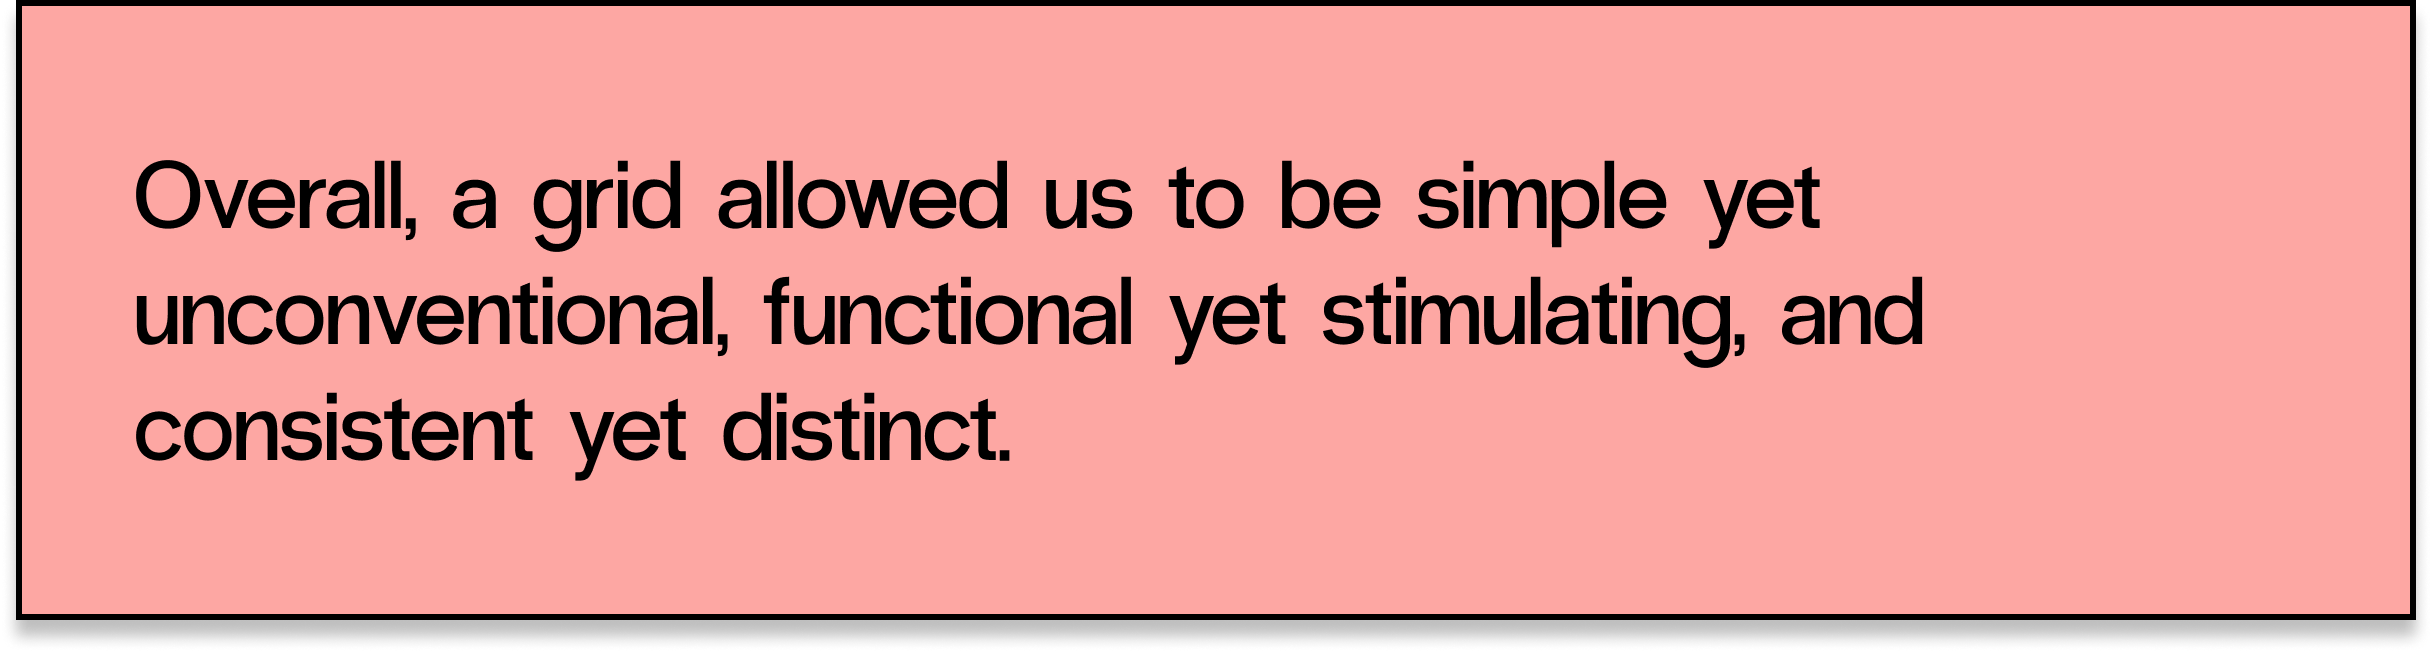 Overall, a grid allowed us to be simple yet
unconventional, functional yet stimulating, and
consistent yet distinct.